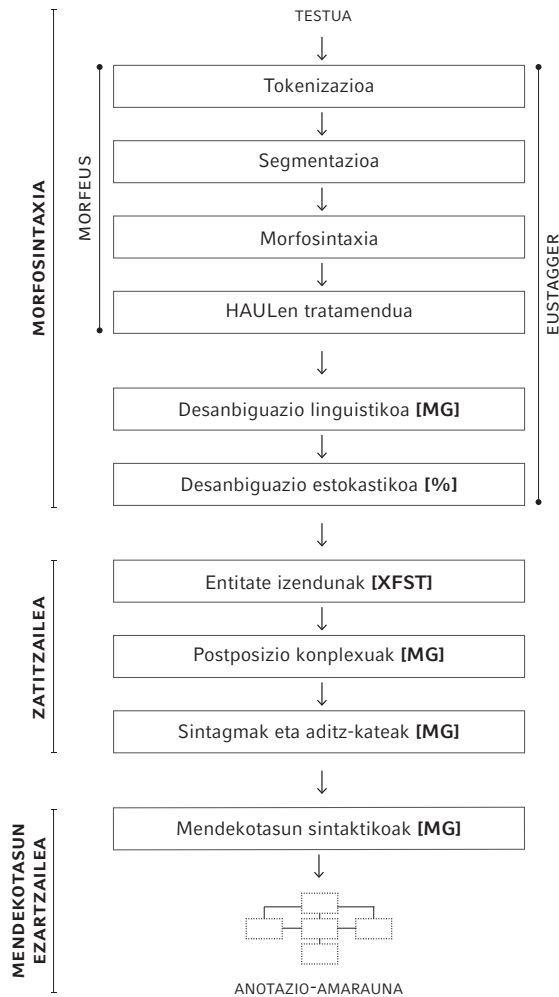 TESTUA
Tokenizazioa
Segmentazioa
Morfosintaxia
HAULen tratamendua
Desanbiguazio linguistikoa [MG]
Desanbiguazio estokastikoa [%]
MORFEUS
EUSTAGGER
MORFOSINTAXIA
Entitate izendunak [XFST]
Postposizio konplexuak [MG]
Sintagmak eta aditz-kateak [MG]
ZATITZAILEA
Mendekotasun sintaktikoak [MG]
MENDEKOTASUN
EZARTZAILEA
ANOTAZIO-AMARAUNA